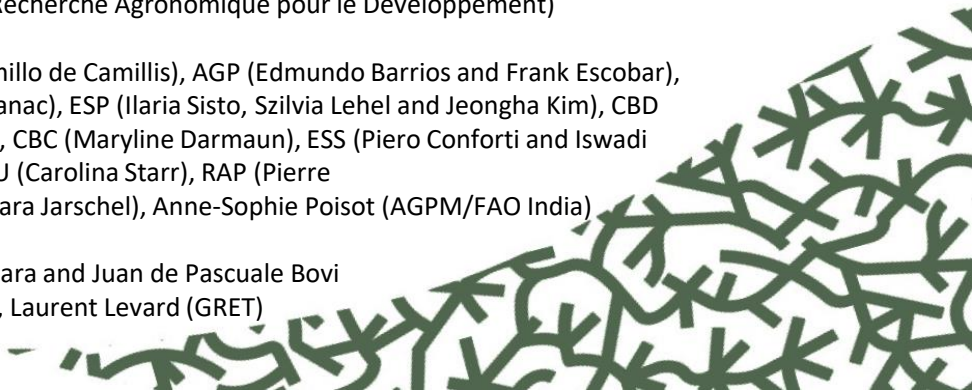 Recherche Agronomique pour le Développement)
nillo de Camillis), AGP (Edmundo Barrios and Frank Escobar),
anac), ESP (Ilaria Sisto, Szilvia Lehel and Jeongha Kim), CBD
, CBC (Maryline Darmaun), ESS (Piero Conforti and Iswadi
U (Carolina Starr), RAP (Pierre
ara Jarschel), Anne-Sophie Poisot (AGPM/FAO India)
ara and Juan de Pascuale Bovi
, Laurent Levard (GRET)